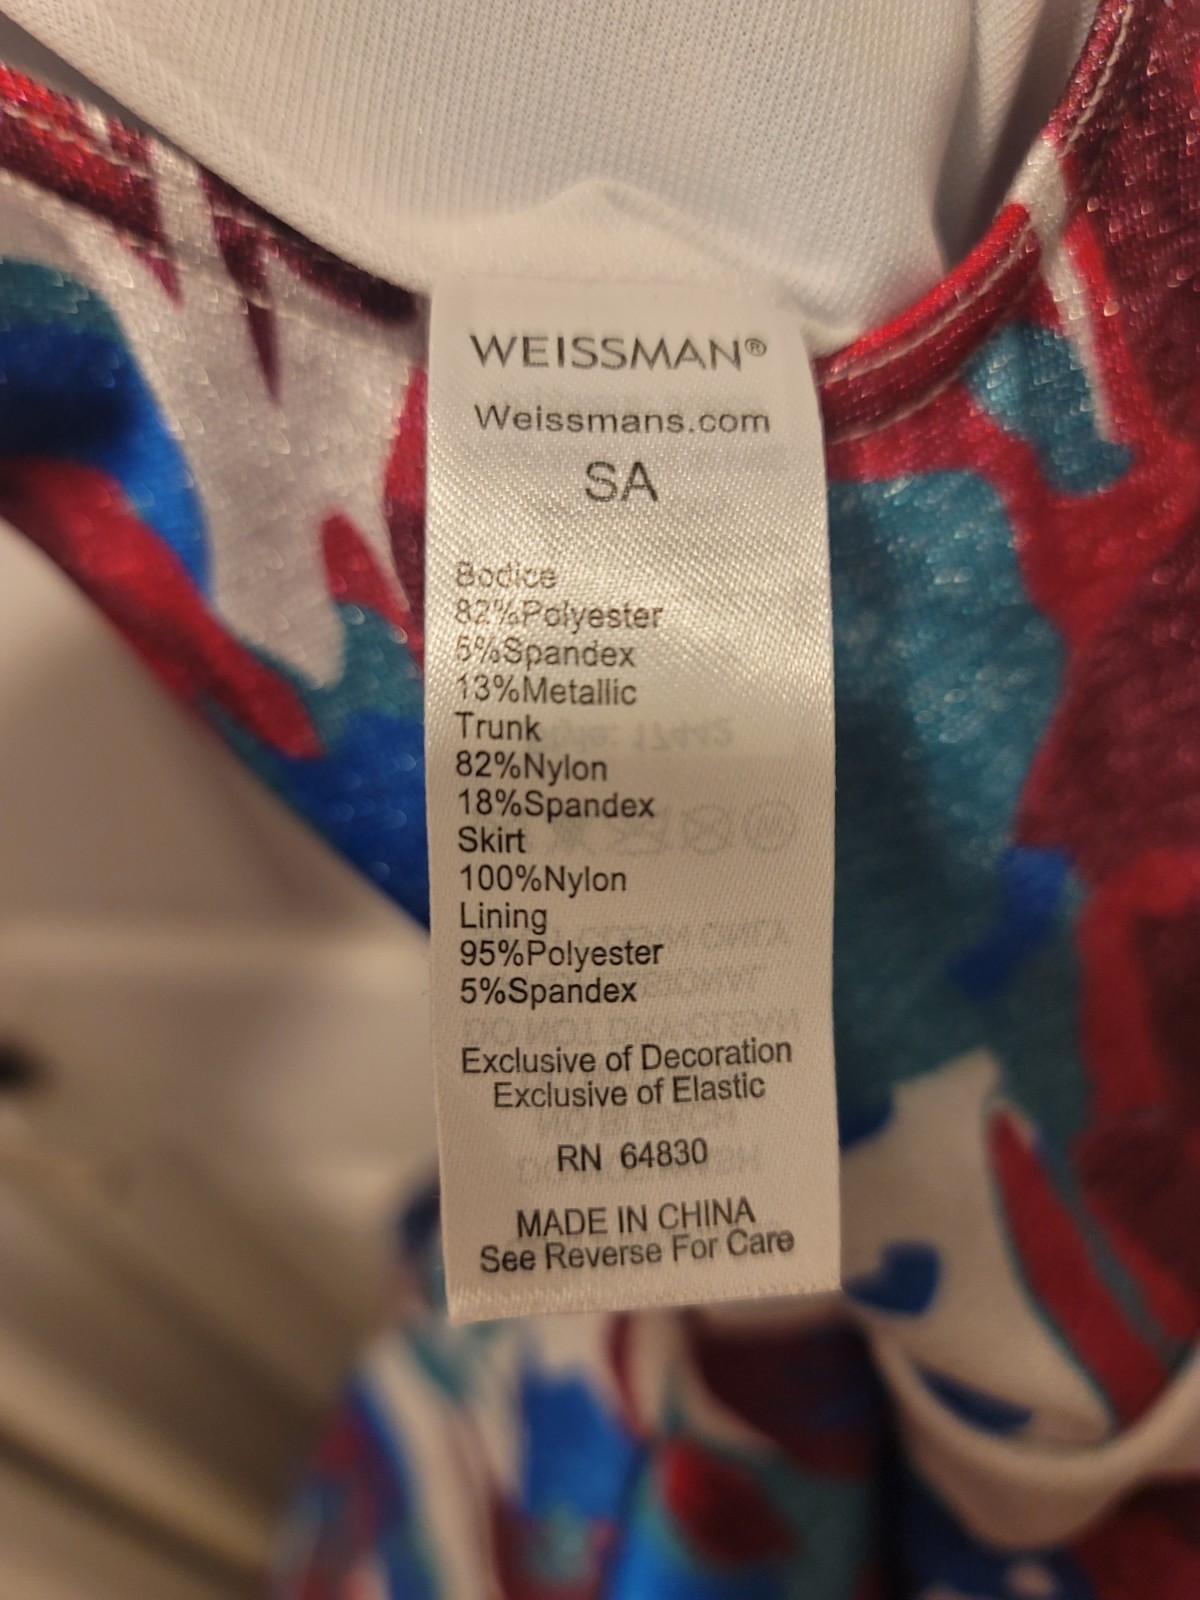 WEISSMAN®
Weissmans.com
SA
Bodice
82%Polyester
5%Spandex
13%Metallic
Trunk
82%Nylon
18%Spandex
Skirt
100%Nylon
Lining
95%Polyester
5%Spandex
Exclusive of Decoration
Exclusive of Elastic
RN 64830
MADE IN CHINA
See Reverse For Care